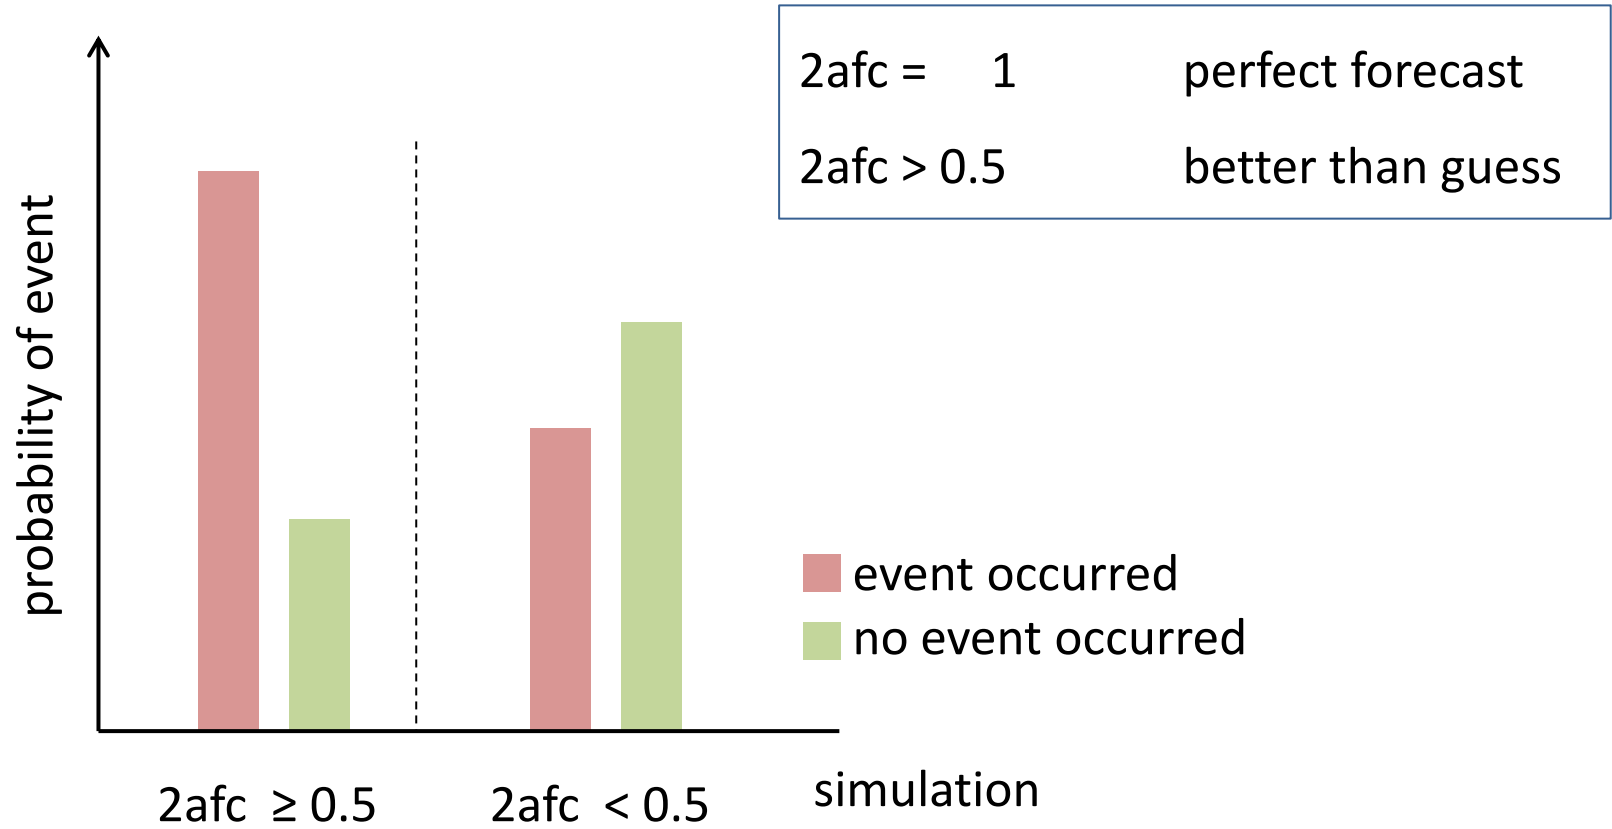 2afc = 1 perfect forecast
2afc > 0.5 better than guess
probability of event
event occurred
no event occurred
2afc ≥ 0.5
2afc < 0.5
simulation